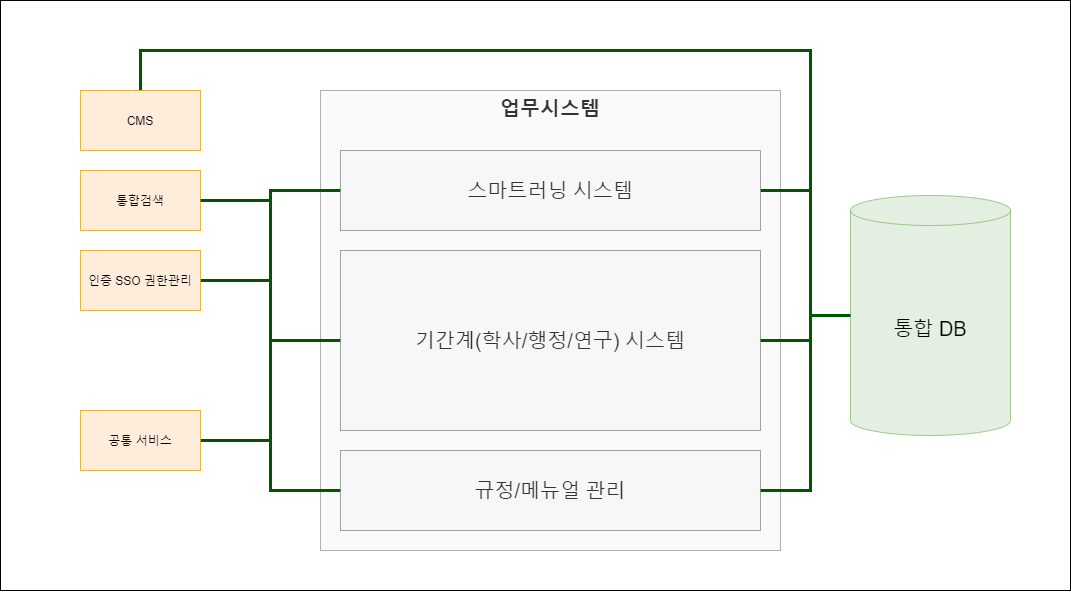 업무시스템
CMS
통합검색
인증 SSO 권한관리
공통 서비스
스마트러닝 시스템
기간계(학사/행정/연구) 시스템
규정/메뉴얼 관리
통합 DB